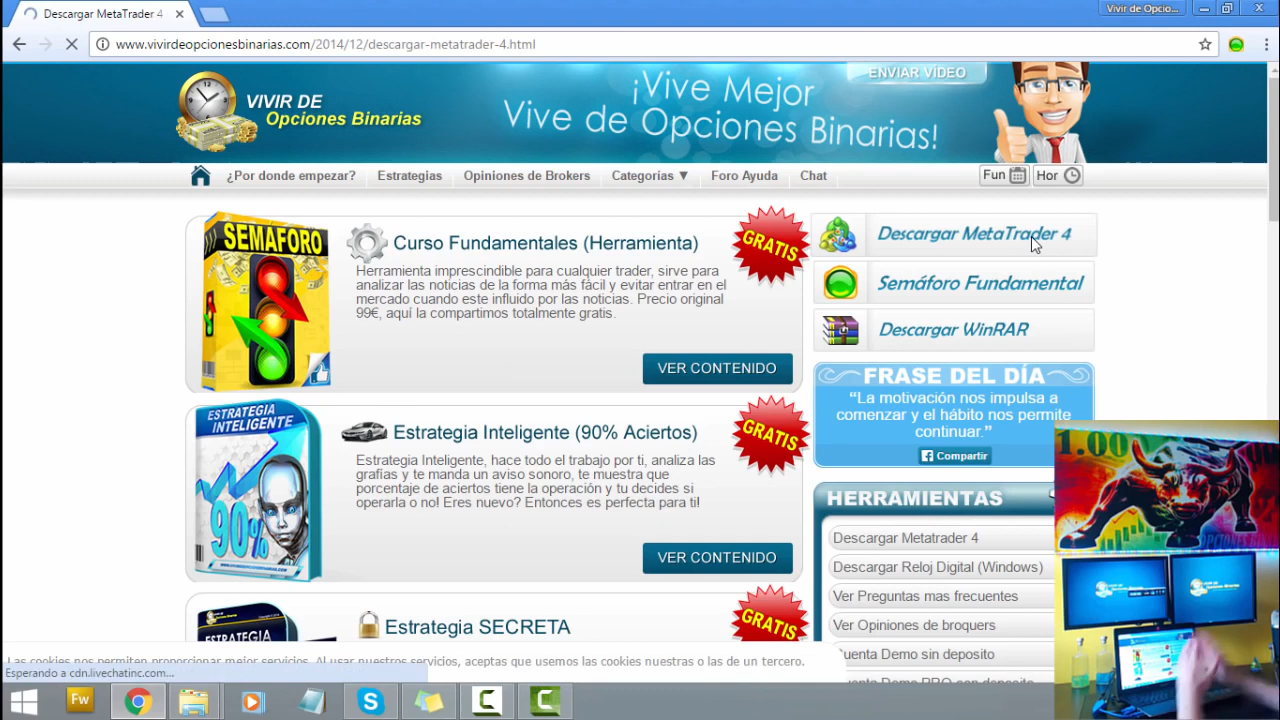 Descargar MetaTrader 4
Vivir de Opcio...
www.vivirdeopcionesbinarias.com/2014/12/descargar-metatrader-4.html
VIVIR DE
Opciones Binarias
¡Vive Mejor
Vive de Opciones Binarias!
ENVIAR VÍDEO
¿Por donde empezar?
Estrategias
Opiniones de Brokers
Categorias ▼
Foro Ayuda
Chat
Fun
Hor
SEMAFORO
Curso Fundamentales (Herramienta)
GRATIS
Herramienta imprescindible para cualquier trader, sirve para
analizar las noticias de la forma más fácil y evitar entrar en el
mercado cuando este influido por las noticias. Precio original
99€, aquí la compartimos totalmente gratis.
VER CONTENIDO
ESTRATEGIA
INTELIGENTE
90%
Estrategia Inteligente (90% Aciertos)
GRATIS
Estrategia Inteligente, hace todo el trabajo por ti, analiza las
grafías y te manda un aviso sonoro, te muestra que
porcentaje de aciertos tiene la operación y tu decides si
operarla o no! Eres nuevo? Entonces es perfecta para ti!
VER CONTENIDO
ESTRATEGIA
Estrategia SECRETA
GRATIS
Descargar MetaTrader 4
Semáforo Fundamental
Descargar WinRAR
FRASE DEL DÍA
“La motivación nos impulsa a
comenzar y el hábito nos permite
continuar.”
Compartir
HERRAMIENTAS
Descargar Metatrader 4
Descargar Reloj Digital (Windows)
Ver Preguntas mas frecuentes
Ver Opiniones de broquers
Cuenta Demo sin deposito
Cuenta Demo PRO con deposito
1.00
Las cookies nos permiten proporcionar mejor servicios. Al usar nuestros servicios, aceptas que usemos las cookies nuestras o las de un tercero.
Esperando a cdn.livechatinc.com...
Fw